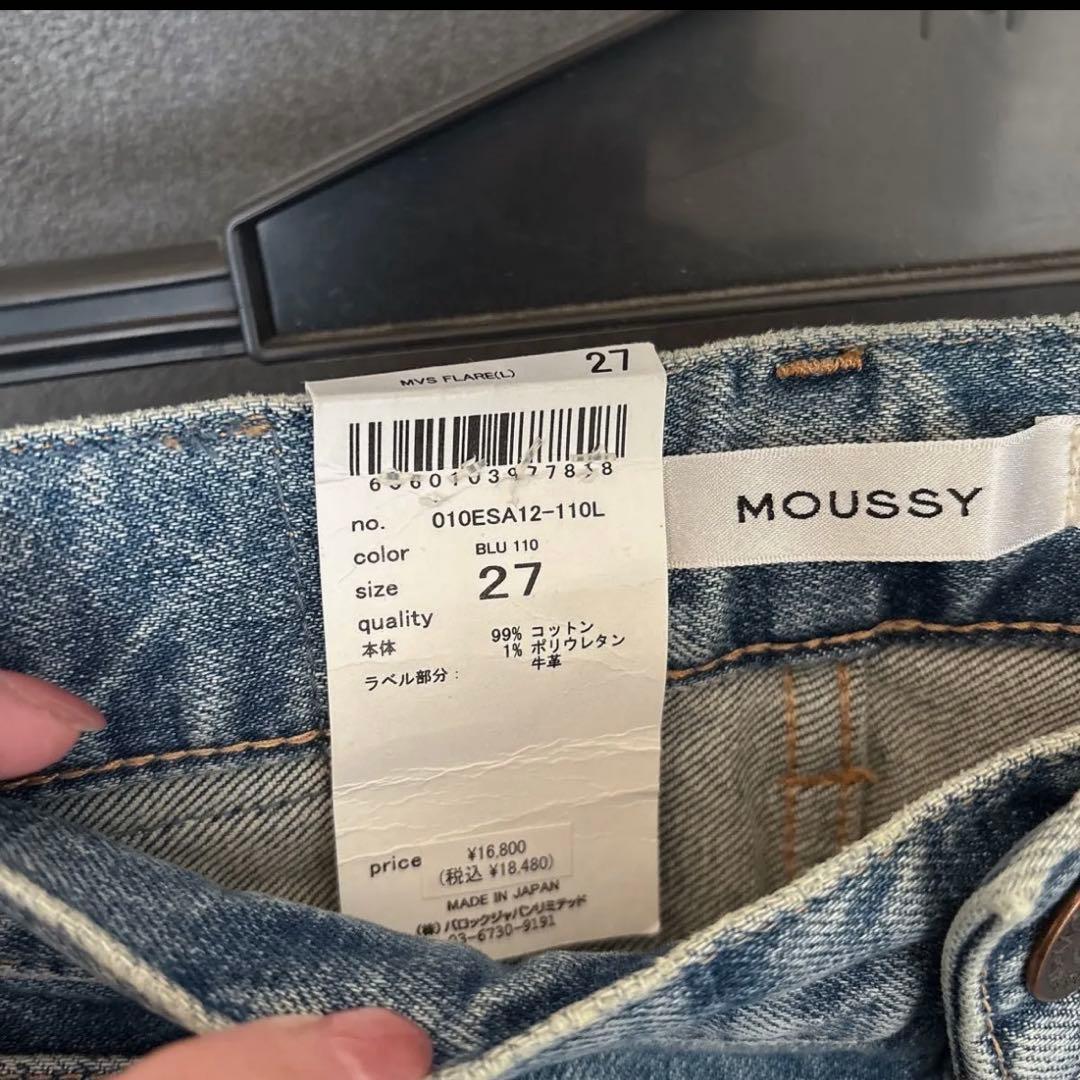 MVS FLARE(L) 27
no. 010ESA12-110L
color BLU 110
size 27
quality
本体 99% コットン
1% ポリウレタン
ラベル部分: 牛革
price ¥16,800
(税込 ¥18,480)
MADE IN JAPAN
(株)バロックジャパンリミテッド
03-6730-9191
MOUSSY